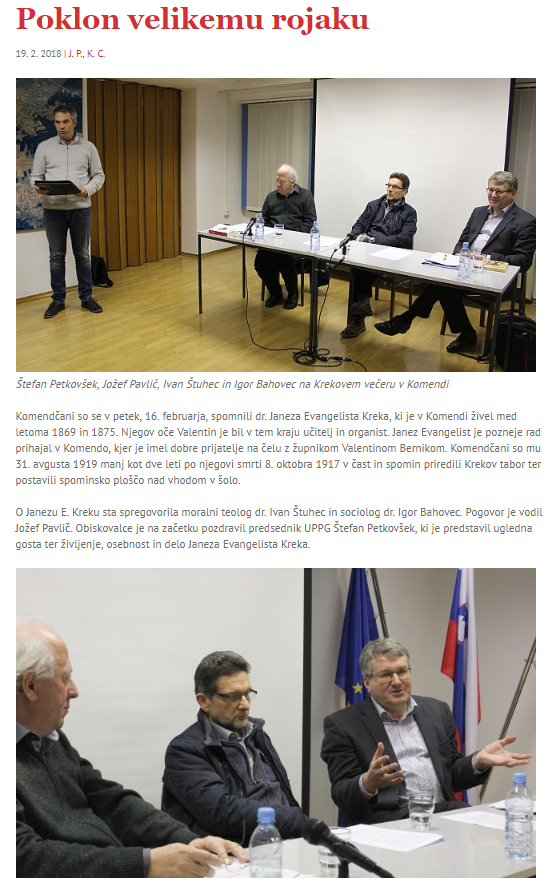 Poklon velikemu rojaku
19. 2. 2018 | J. P., K. C.
Štefan Petkovšek, Jožef Pavlič, Ivan Štuhec in Igor Bahovec na Krekovem večeru v Komendi
Komendčani so se v petek, 16. februarja, spomnili dr. Janeza Evangelista Kreka, ki je v Komendi živel med
letoma 1869 in 1875. Njegov oče Valentin je bil v tem kraju učitelj in organist. Janez Evangelist je pozneje rad
prihajal v Komendo, kjer je imel dobre prijatelje na čelu z župnikom Valentinom Bernikom. Komendčani so mu
31. avgusta 1919 manj kot dve leti po njegovi smrti 8. oktobra 1917 v čast in spomin priredili Krekov tabor ter
postavili spominsko ploščo nad vhodom v šolo.
O Janezu E. Kreku sta spregovorila moralni teolog dr. Ivan Štuhec in sociolog dr. Igor Bahovec. Pogovor je vodil
Jožef Pavlič. Obiskovalce je na začetku pozdravil predsednik UPPG Štefan Petkovšek, ki je predstavil ugledna
gosta ter življenje, osebnost in delo Janeza Evangelista Kreka.